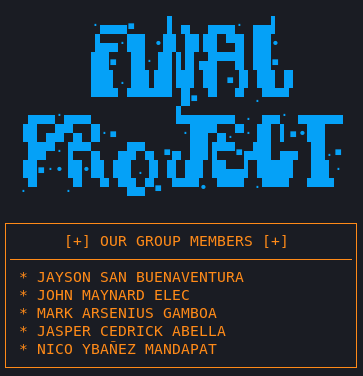 FINAL
PROJECT
[+] OUR GROUP MEMBERS [+]
* JAYSON SAN BUENAVENTURA
* JOHN MAYNARD ELEC
* MARK ARSENIUS GAMBOA
* JASPER CEDRICK ABELLA
* NICO YBAÑEZ MANDAPAT